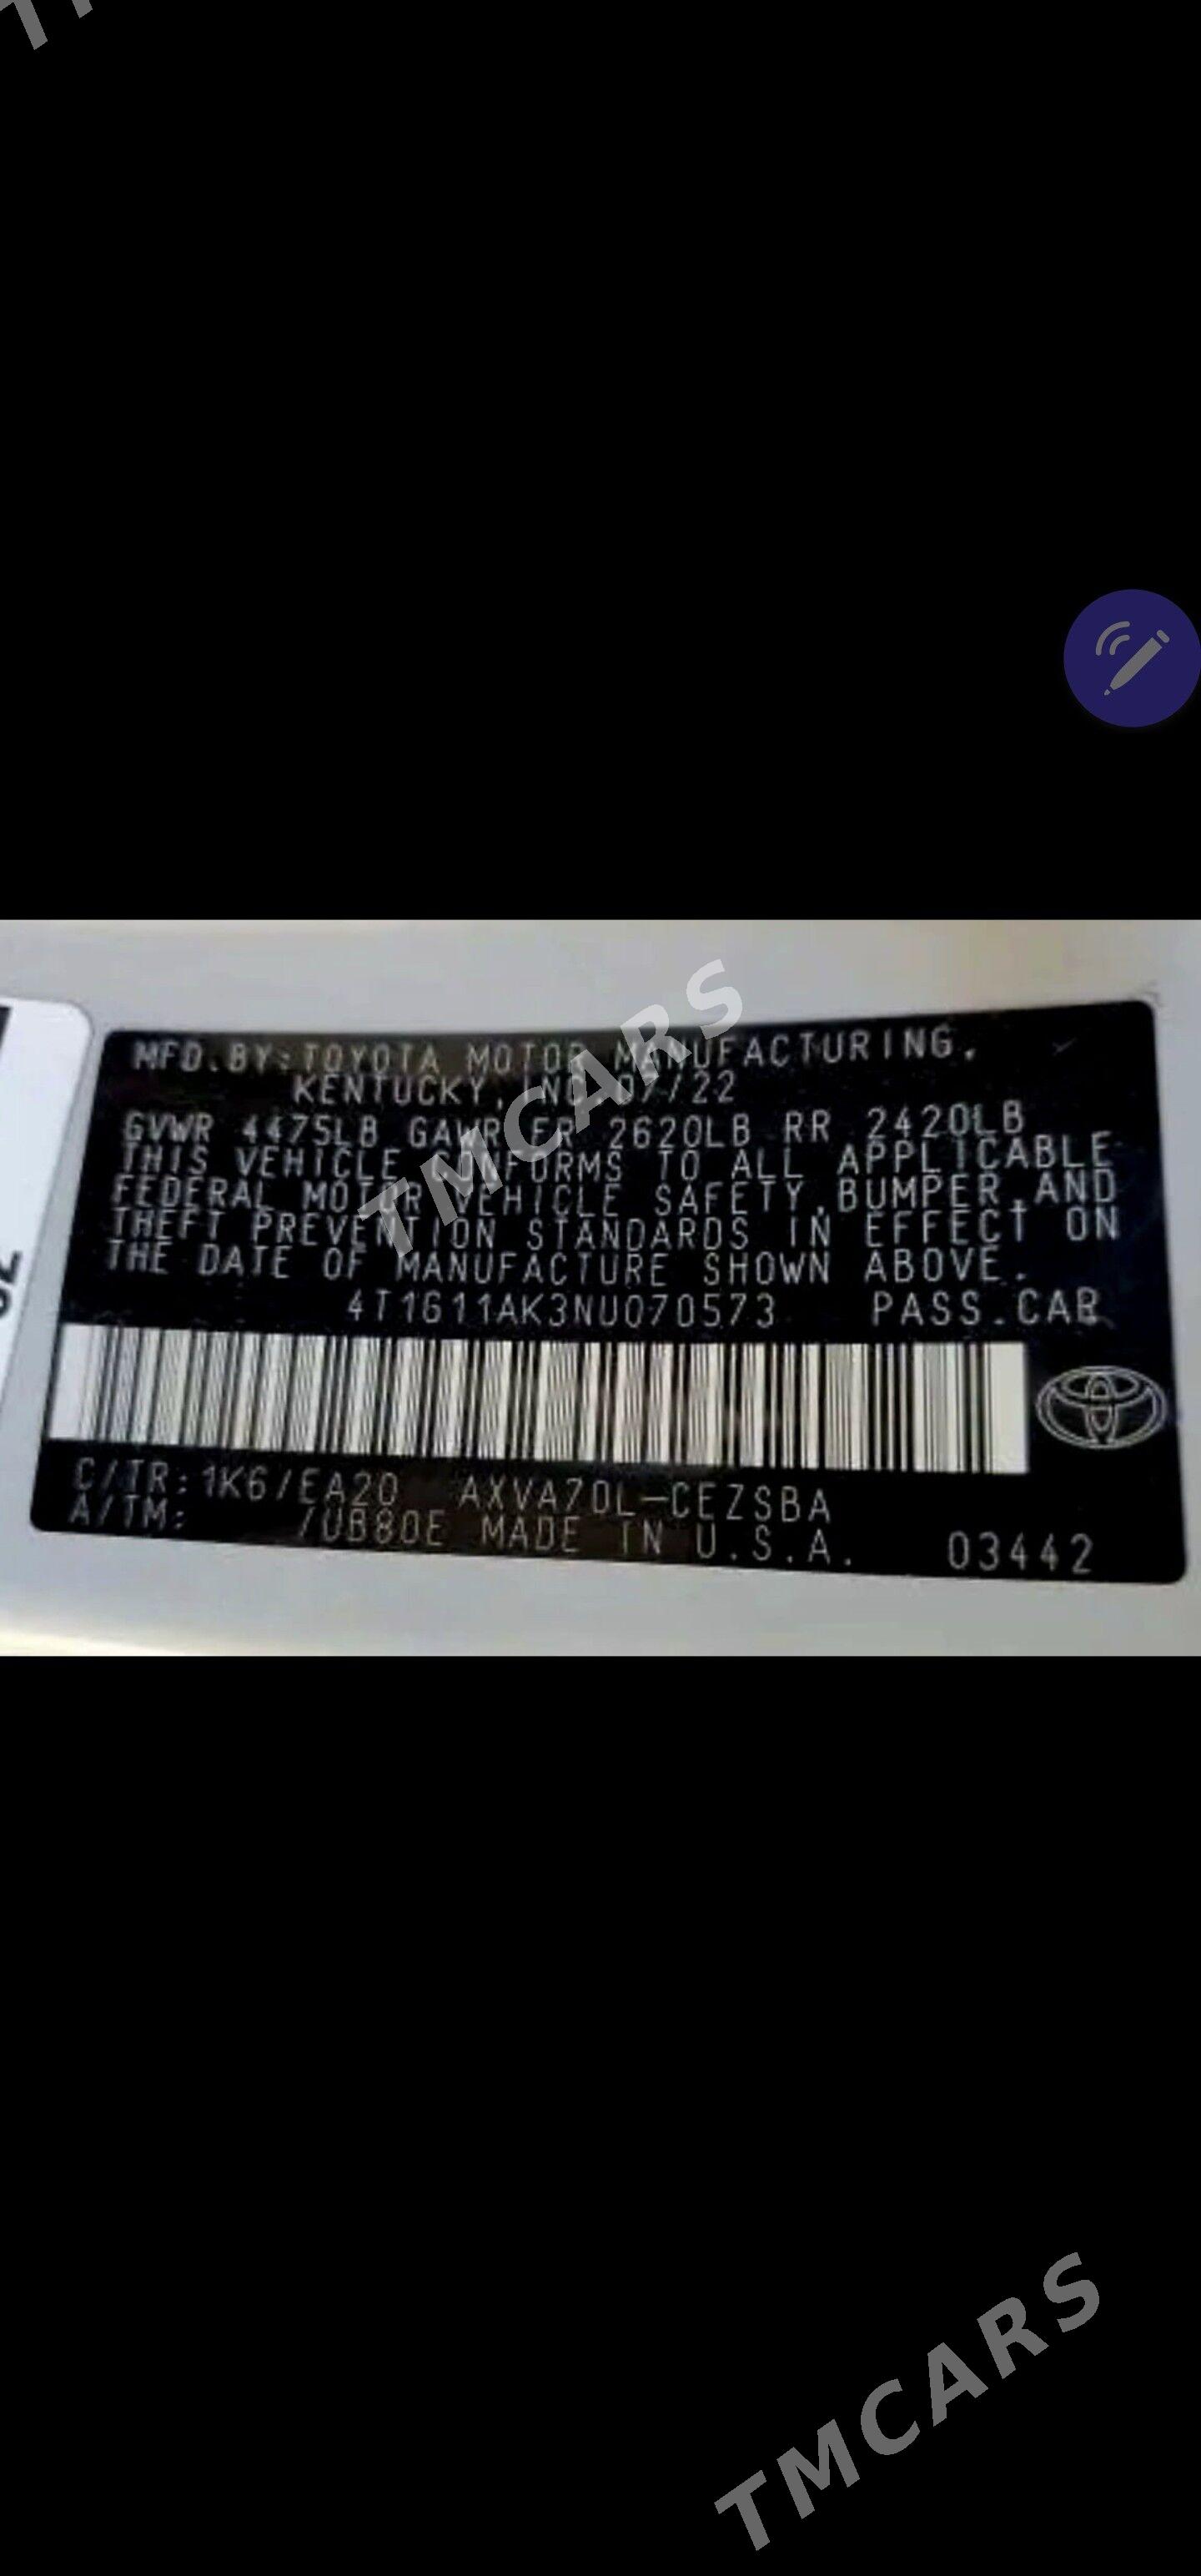 MFD.BY:TOYOTA MOTOR MANUFACTURING,
KENTUCKY, INC 07/22
GVWR 4475LB GAWR FR 2620LB RR 2420LB
THIS VEHICLE CONFORMS TO ALL APPLICABLE
FEDERAL MOTOR VEHICLE SAFETY,BUMPER,AND
THEFT PREVENTION STANDARDS IN EFFECT ON
THE DATE OF MANUFACTURE SHOWN ABOVE.
4T1G11AK3NU070573 PASS.CAR
C/TR:1K6/EA20 AXVA70L-CEZSBA
A/TM: /UB80E MADE IN U.S.A. 03442
TMCARS
TMCARS